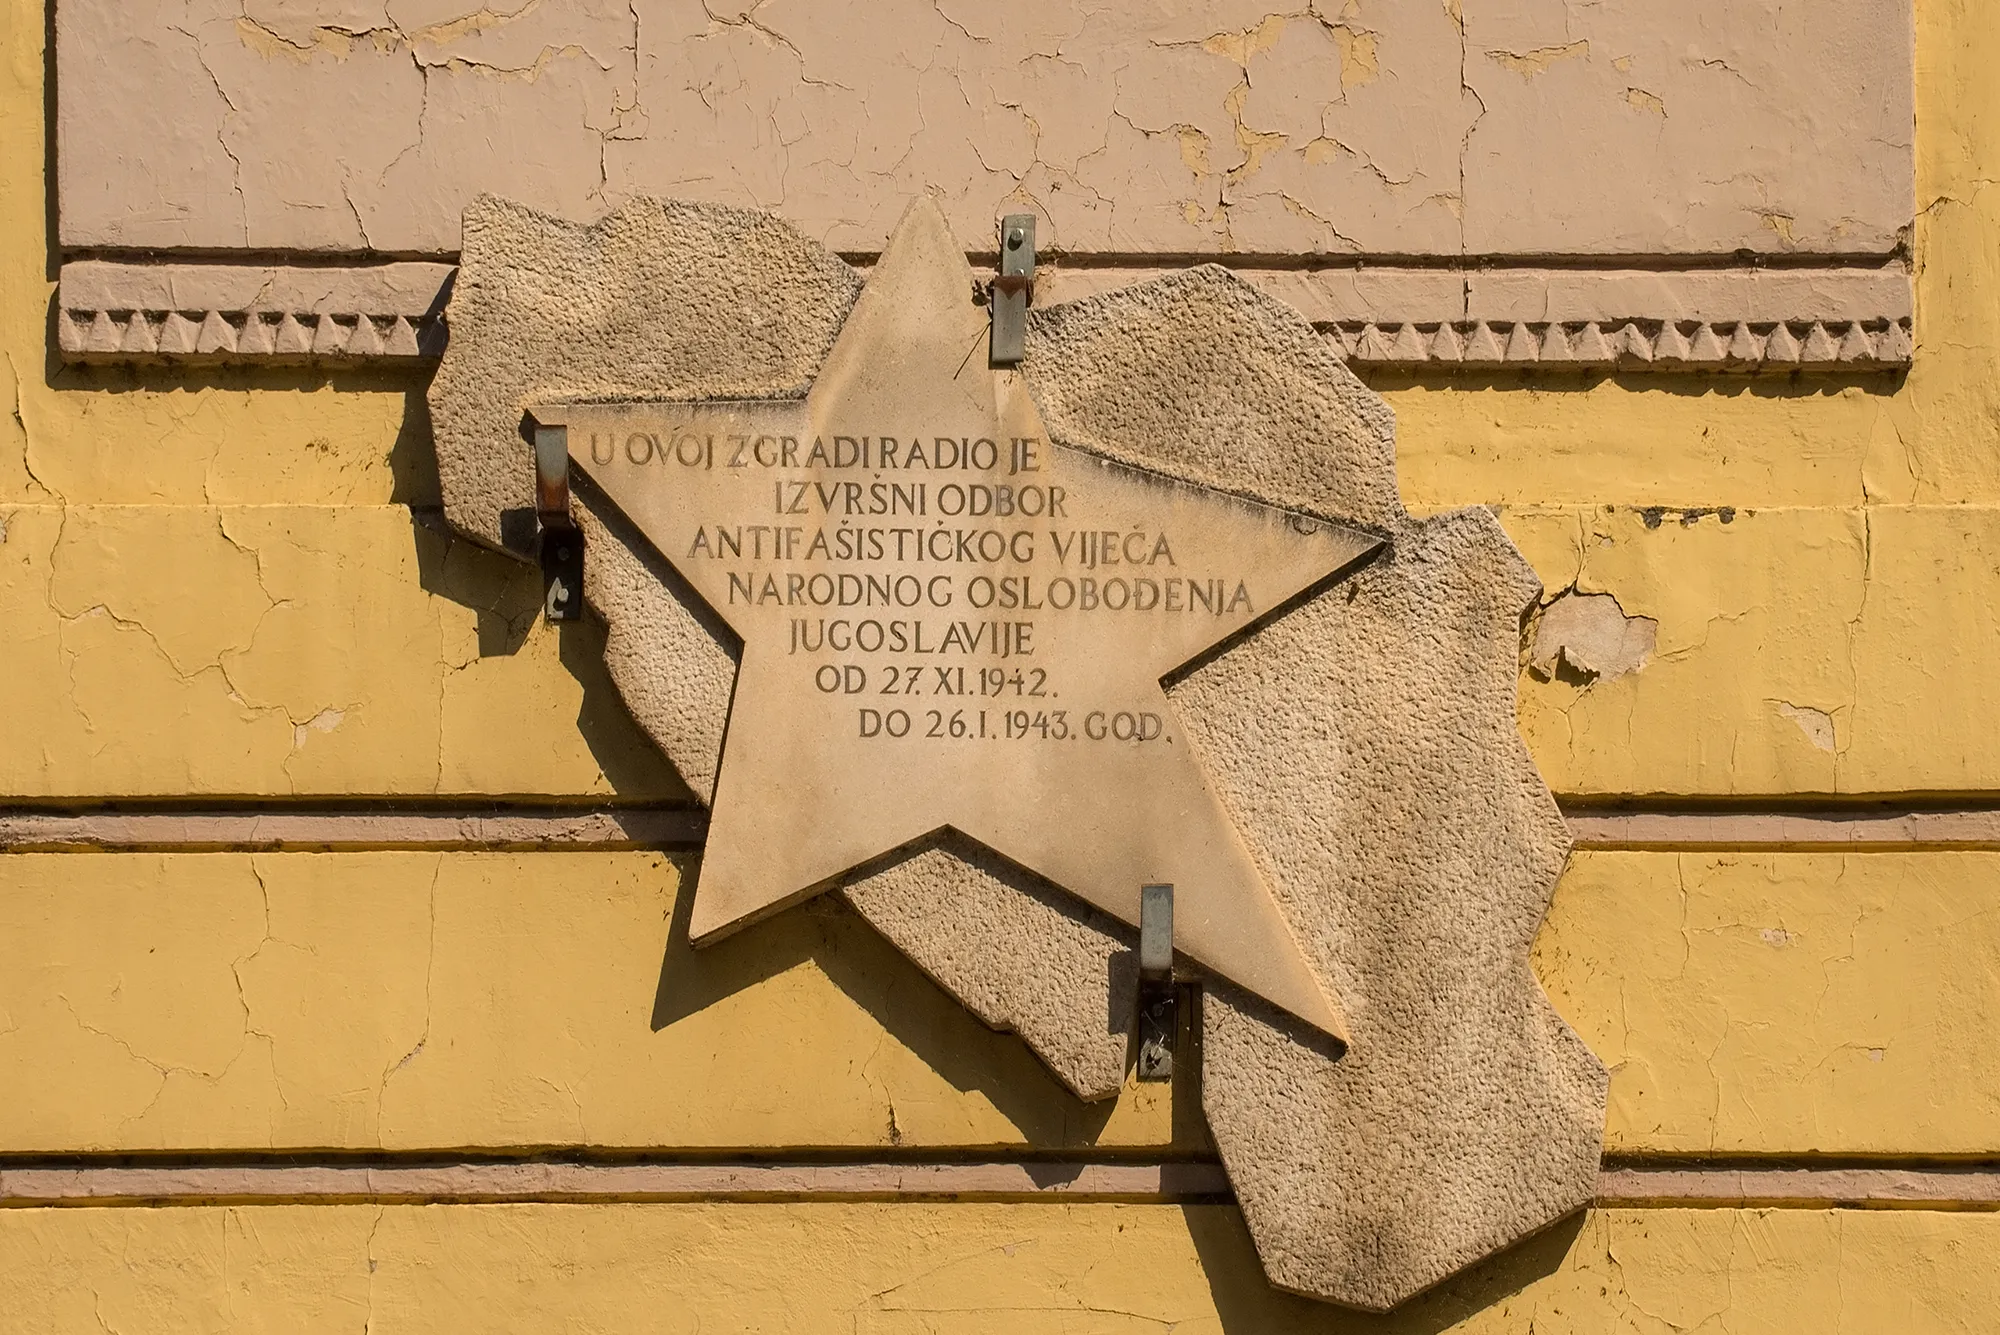 U OVOJ ZGRADI RADIO JE
IZVRŠNI ODBOR
ANTIFAŠISTIČKOG VIJEĆA
NARODNOG OSLOBOĐENJA
JUGOSLAVIJE
OD 27. XI. 1942.
DO 26. I. 1943. GOD.